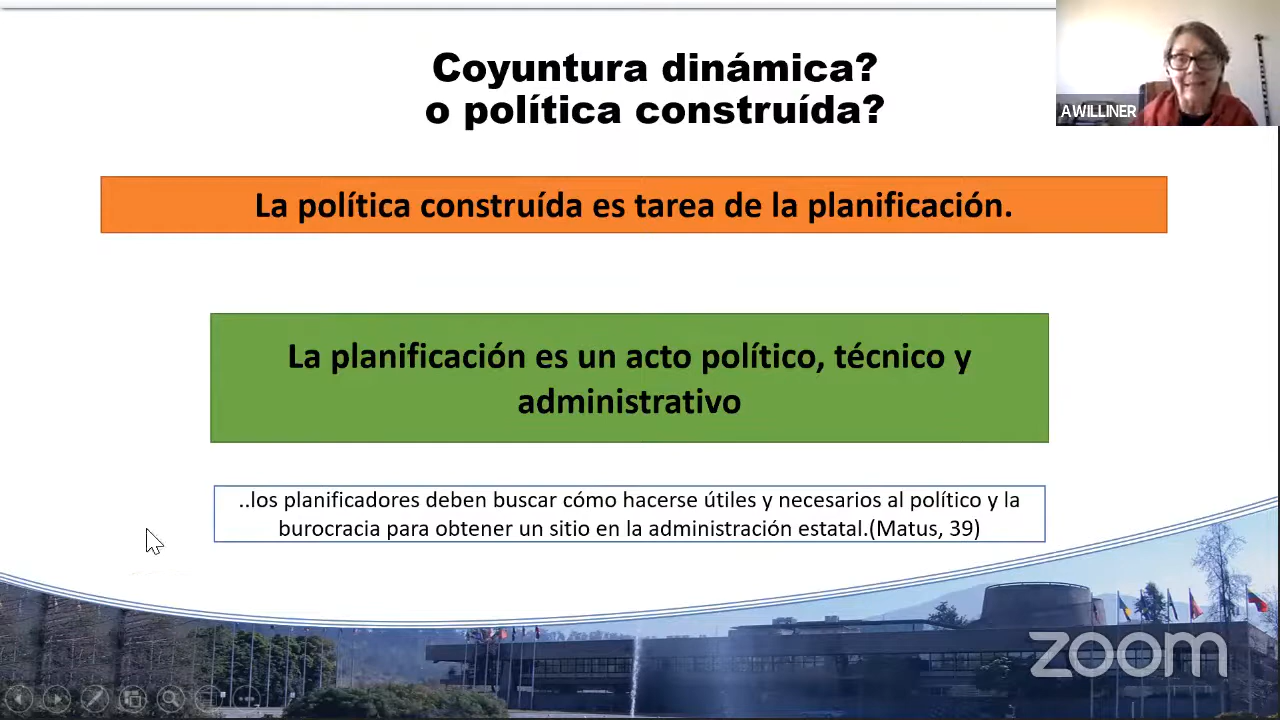 Coyuntura dinámica?
o política construída?
AWILLINER
La política construída es tarea de la planificación.
La planificación es un acto político, técnico y
administrativo
..los planificadores deben buscar cómo hacerse útiles y necesarios al político y la
burocracia para obtener un sitio en la administración estatal.(Matus, 39)
zoom